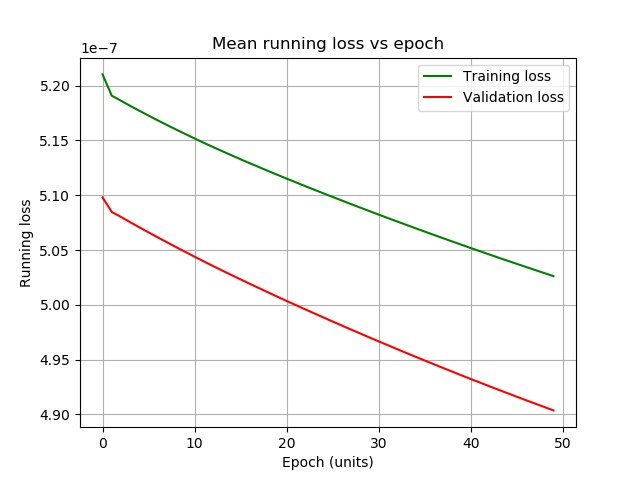 Mean running loss vs epoch
1e−7
Training loss
Validation loss
5.20
5.15
5.10
5.05
5.00
4.95
4.90
Running loss
0 10 20 30 40 50
Epoch (units)